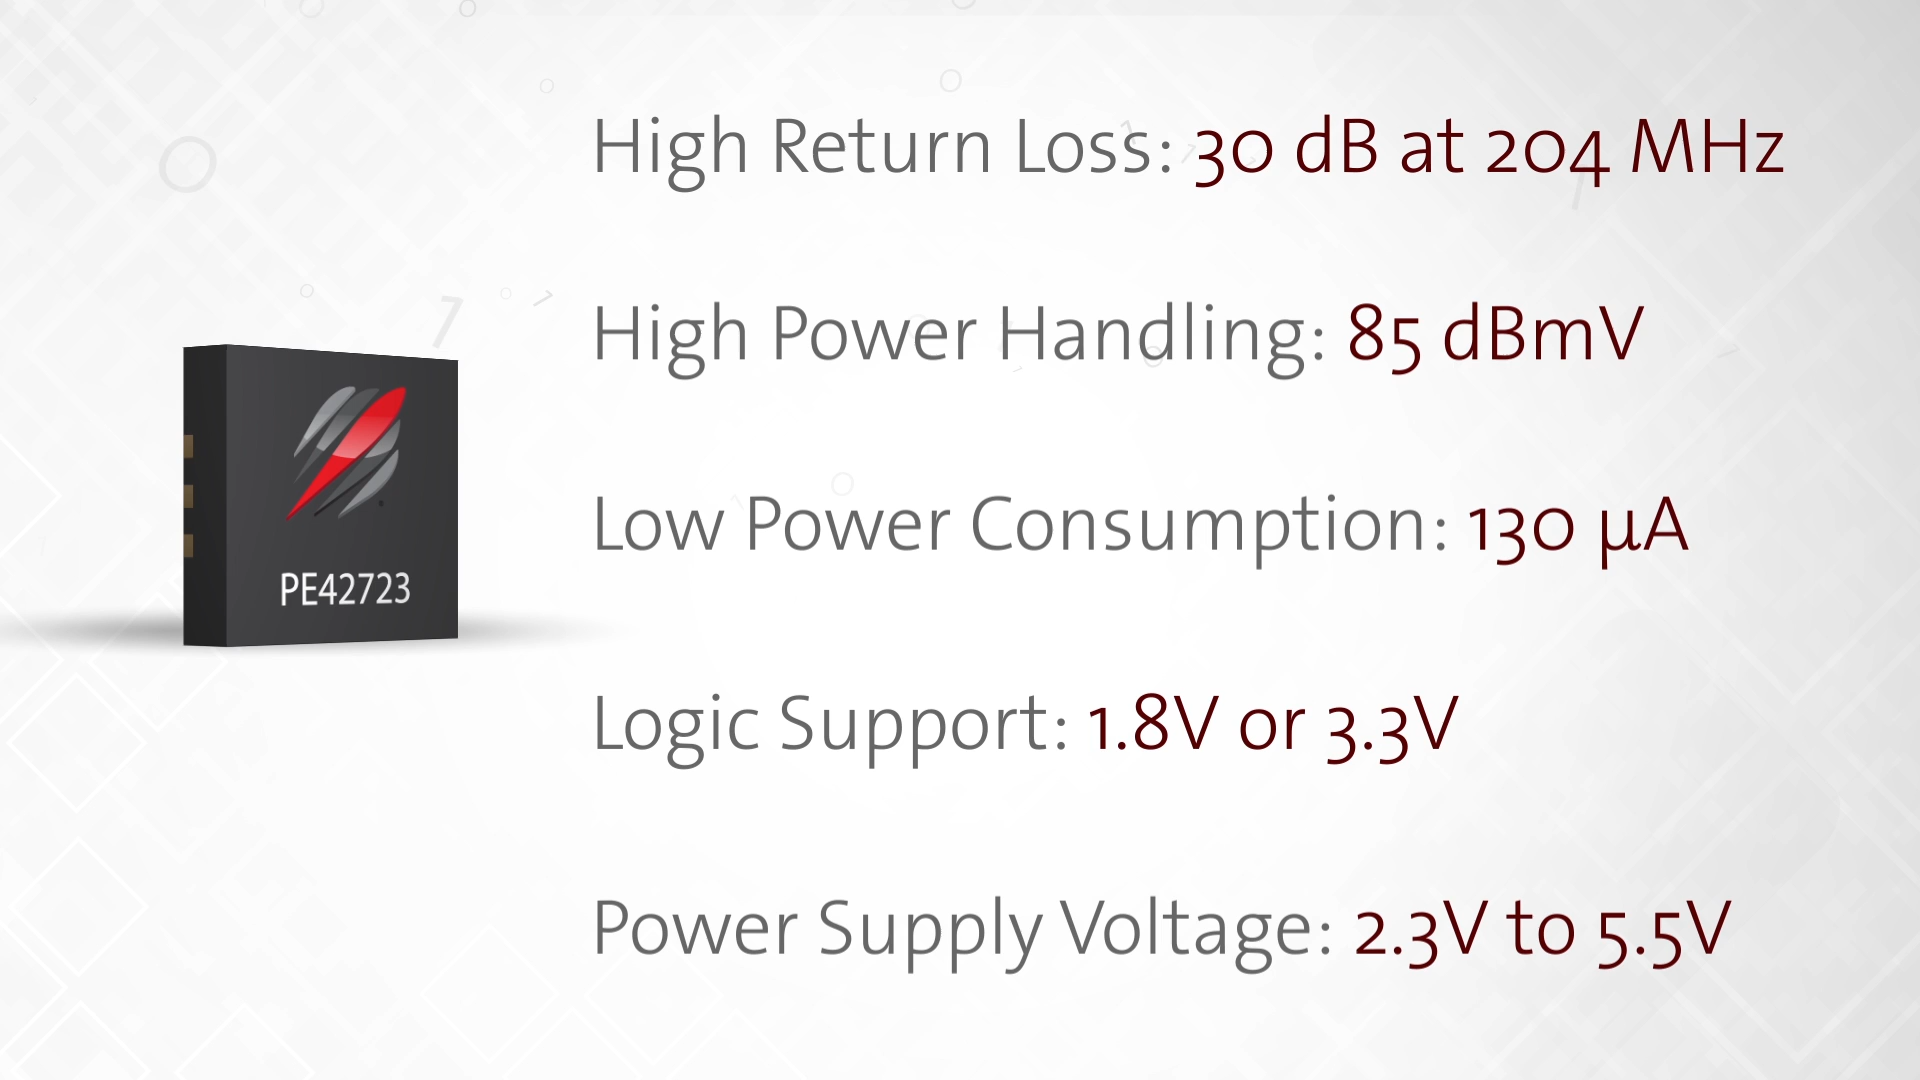 High Return Loss: 30 dB at 204 MHz
High Power Handling: 85 dBmV
Low Power Consumption: 130 µA
Logic Support: 1.8V or 3.3V
Power Supply Voltage: 2.3V to 5.5V
PE42723